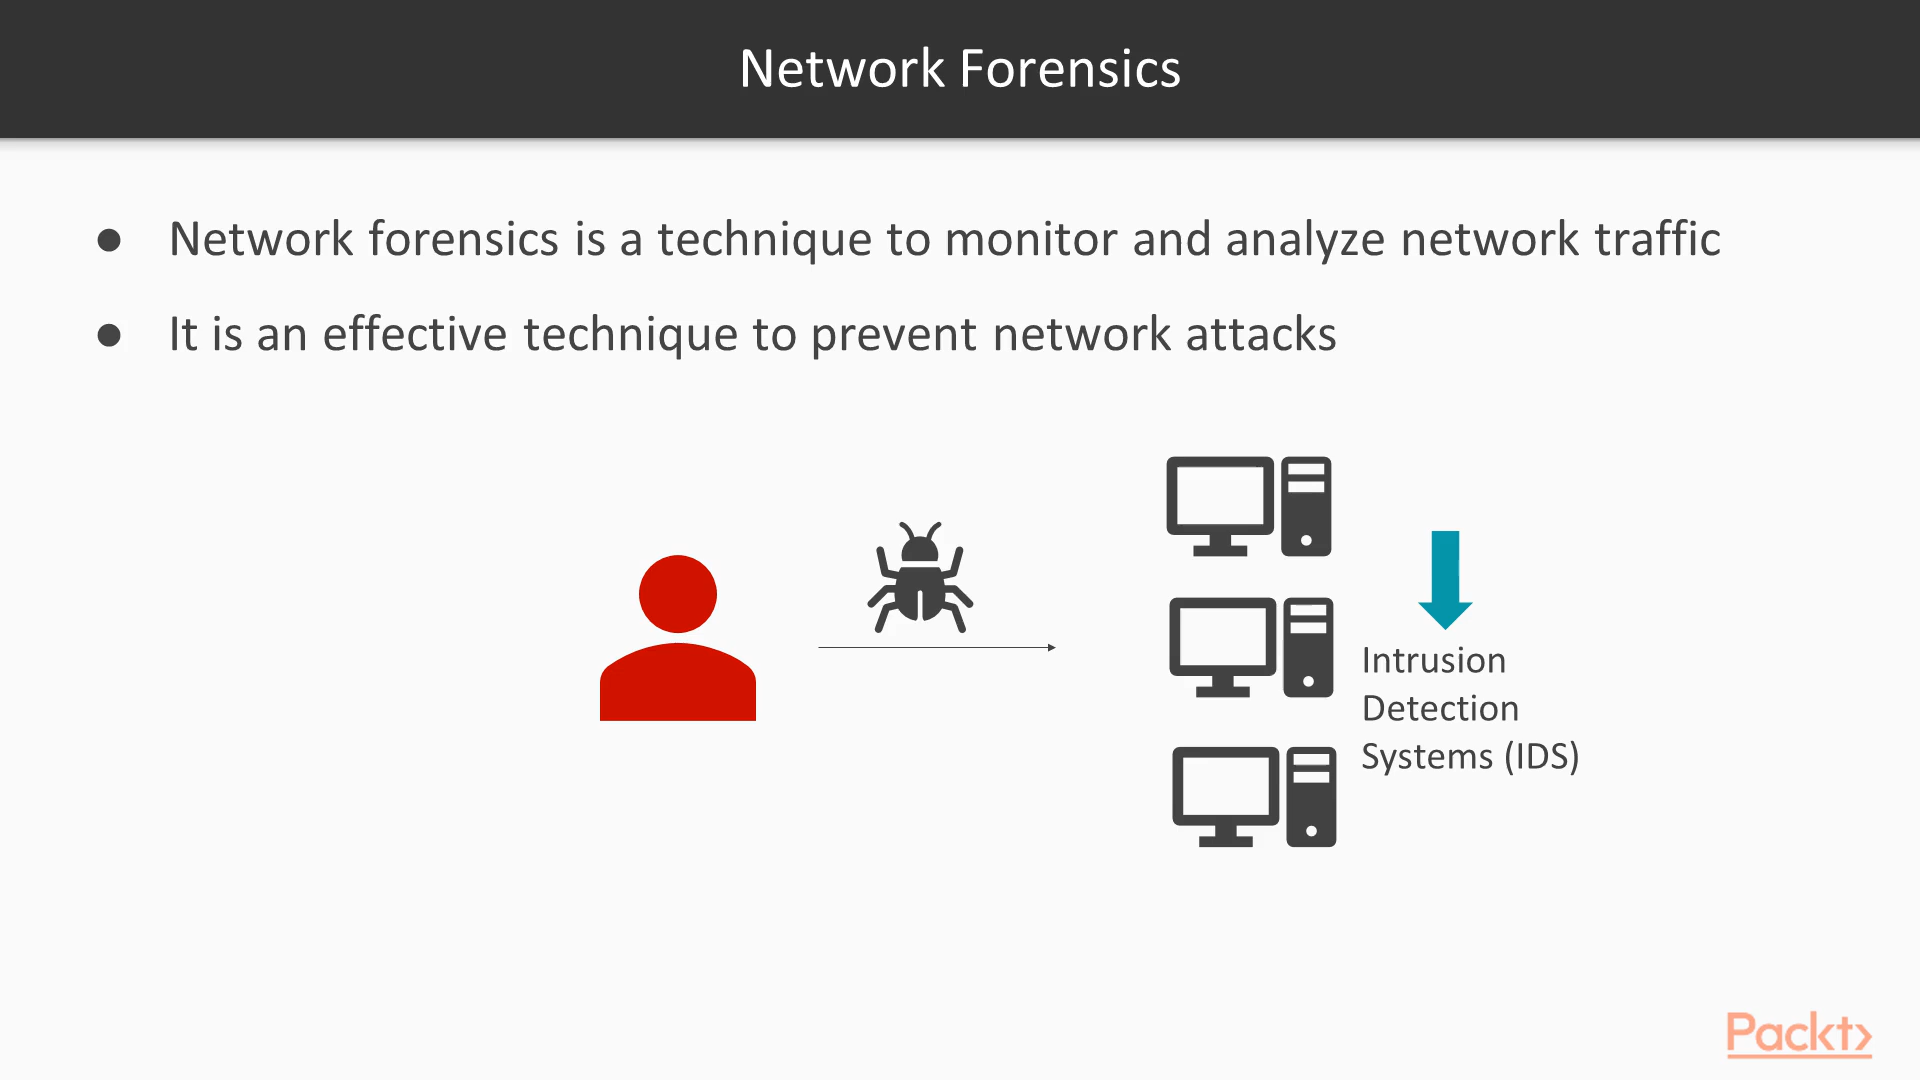 Network Forensics
● Network forensics is a technique to monitor and analyze network traffic
● It is an effective technique to prevent network attacks
Intrusion
Detection
Systems (IDS)
Packt>